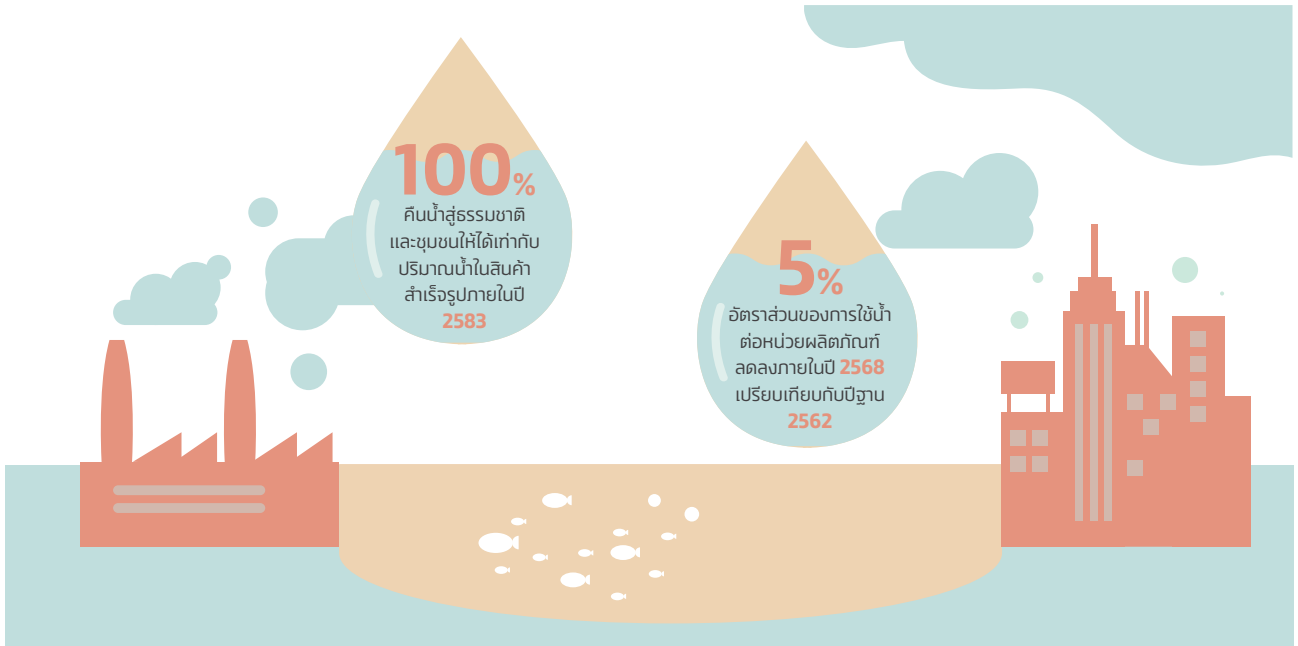 100%
คืนน้ำสู่ธรรมชาติ
และชุมชนให้ได้เท่ากับ
ปริมาณน้ำในสินค้า
สำเร็จรูปภายในปี
2583
5%
อัตราส่วนของการใช้น้ำ
ต่อหน่วยผลิตภัณฑ์
ลดลงภายในปี 2568
เปรียบเทียบกับปีฐาน
2562